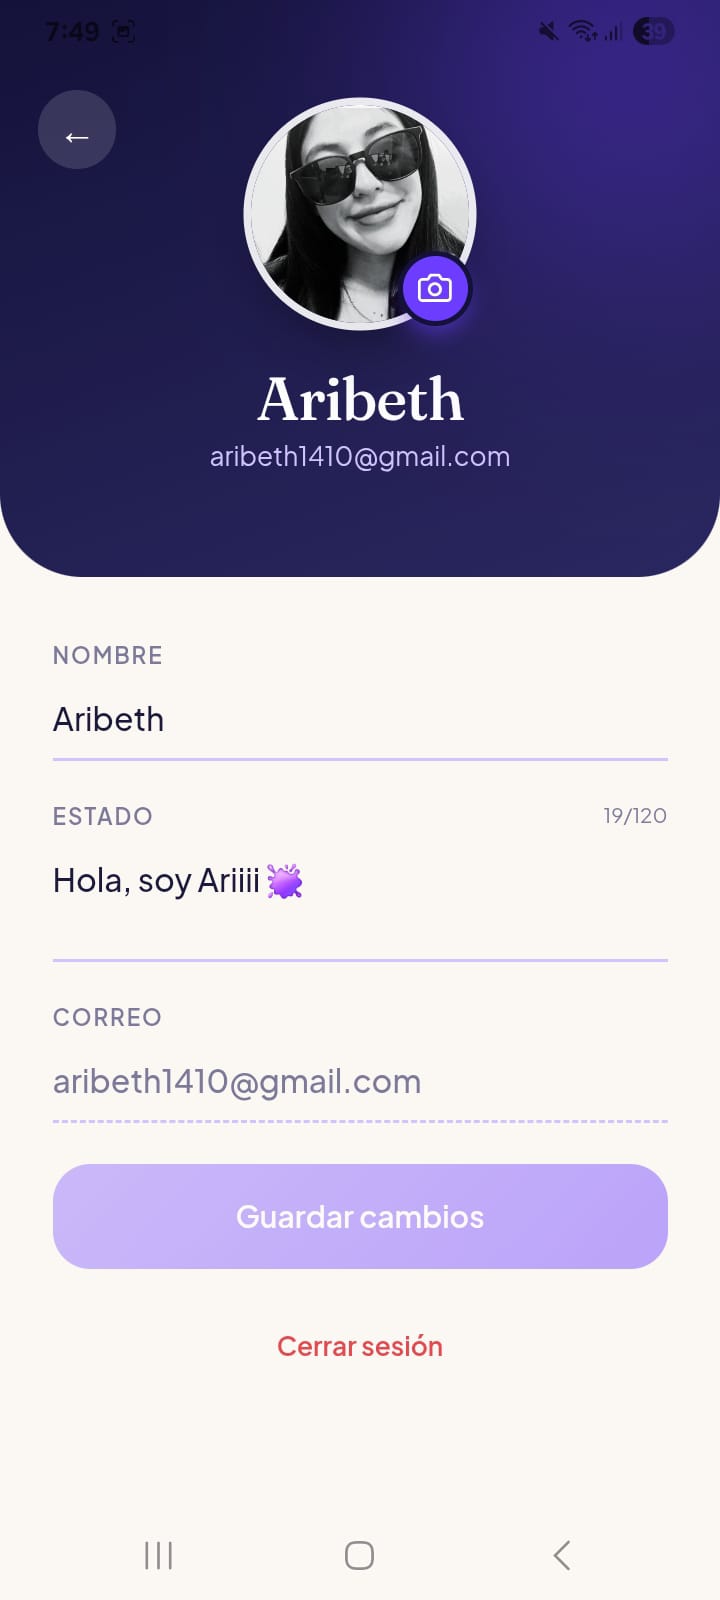 7:49
39
Aribeth
aribeth1410@gmail.com
NOMBRE
Aribeth
ESTADO 19/120
Hola, soy Ariiii
CORREO
aribeth1410@gmail.com
Guardar cambios
Cerrar sesión